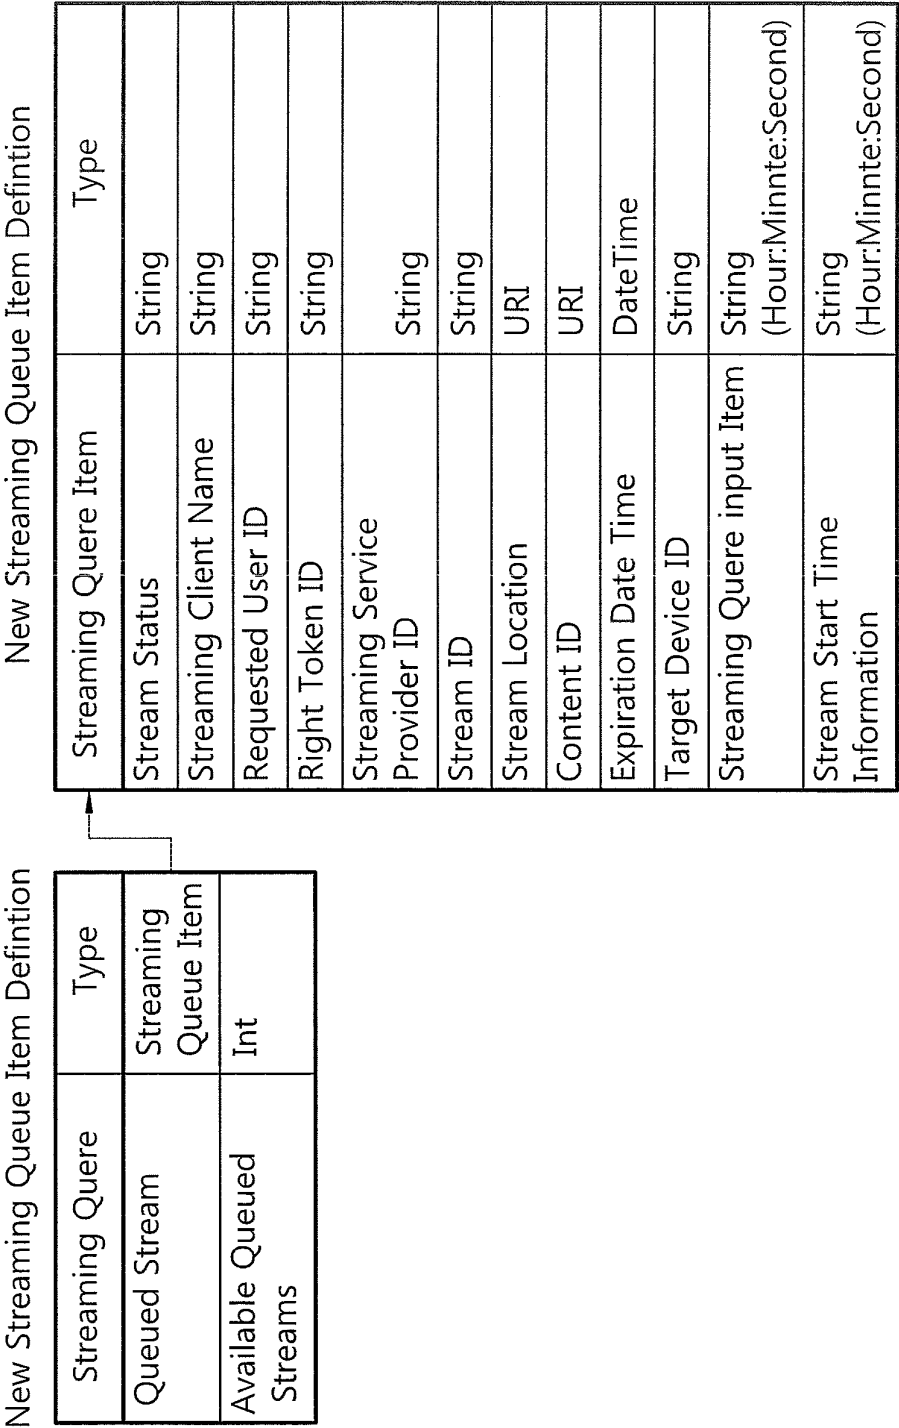 New Streaming Queue Item Defintion
Streaming Quere
Type
Queued Stream
Streaming
Queue Item
Available Queued
Streams
Int
New Streaming Queue Item Defintion
Streaming Quere Item
Type
Stream Status
String
Streaming Client Name
String
Requested User ID
String
Right Token ID
String
Streaming Service
Provider ID
String
Stream ID
String
Stream Location
URI
Content ID
URI
Expiration Date Time
DateTime
Target Device ID
String
Streaming Quere input Item
String
(Hour:Minnte:Second)
Stream Start Time
Information
String
(Hour:Minnte:Second)